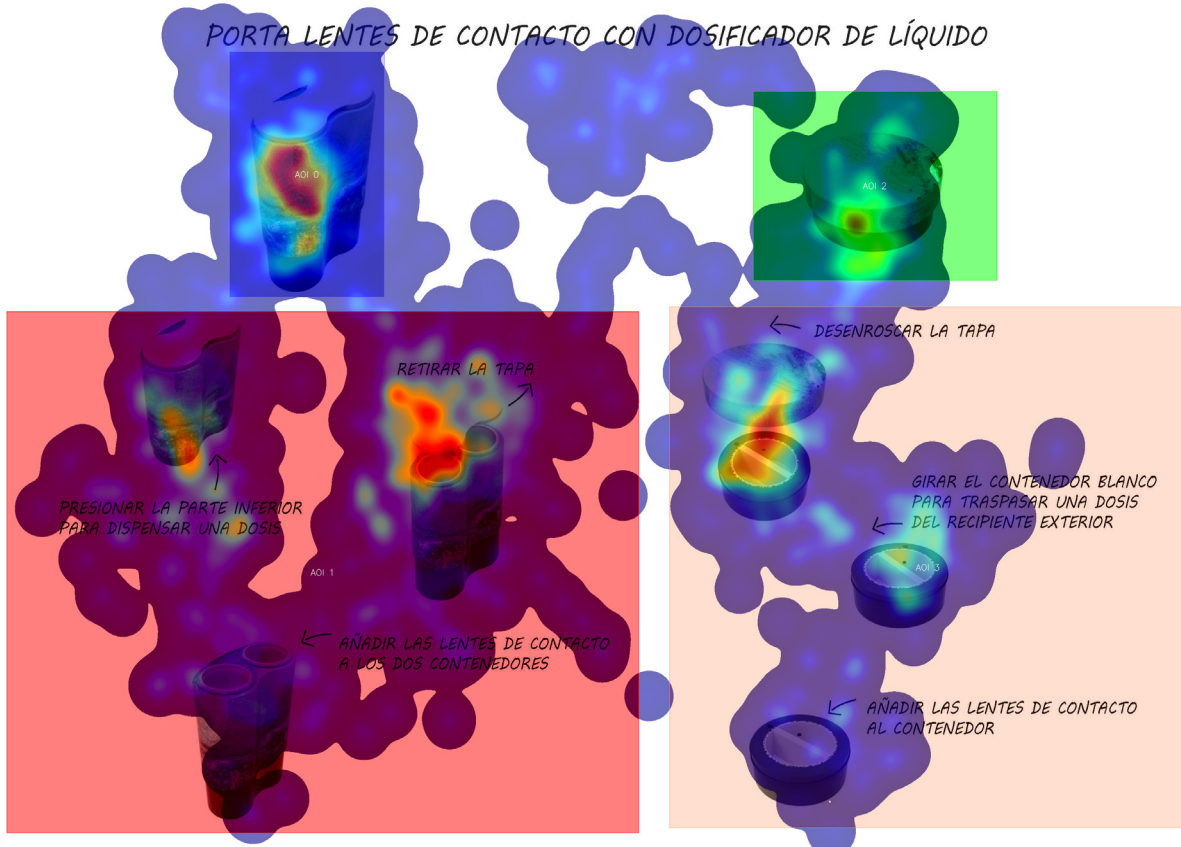 PORTA LENTES DE CONTACTO CON DOSIFICADOR DE LÍQUIDO
AOI 0
AOI 2
RETIRAR LA TAPA
PRESIONAR LA PARTE INFERIOR
PARA DISPENSAR UNA DOSIS
AOI 1
AÑADIR LAS LENTES DE CONTACTO
A LOS DOS CONTENEDORES
DESENROSCAR LA TAPA
GIRAR EL CONTENEDOR BLANCO
PARA TRASPASAR UNA DOSIS
DEL RECIPIENTE EXTERIOR
AOI 3
AÑADIR LAS LENTES DE CONTACTO
AL CONTENEDOR